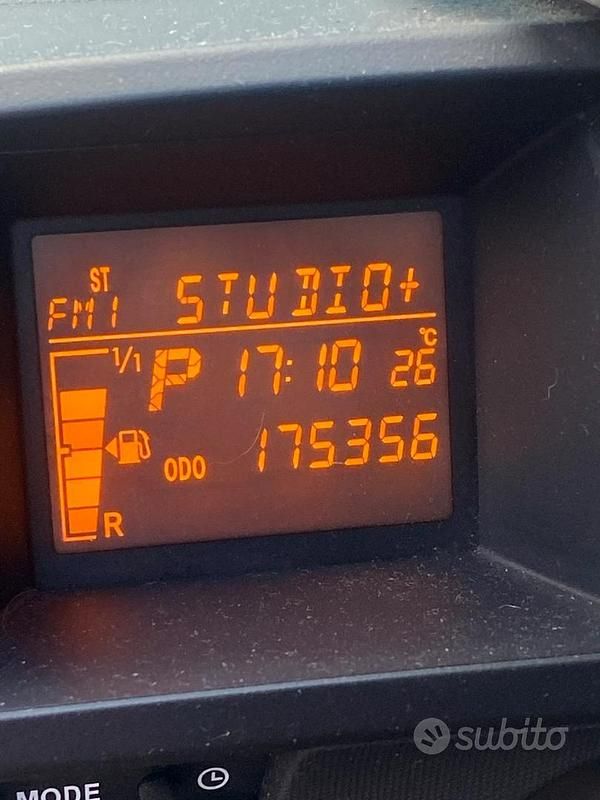 ST
FM1 STUDIO+
1/1 P 17:10 26 °C
ODO 175356
R
subito
MODE